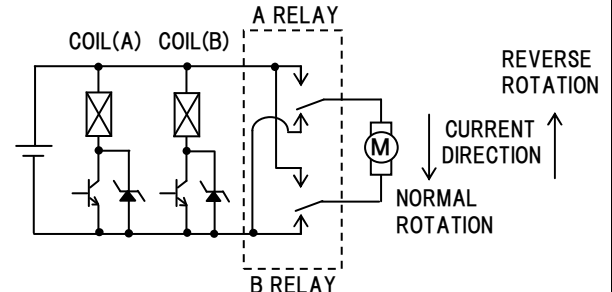 A RELAY
COIL(A) COIL(B)
REVERSE
ROTATION
CURRENT
DIRECTION
M
NORMAL
ROTATION
B RELAY